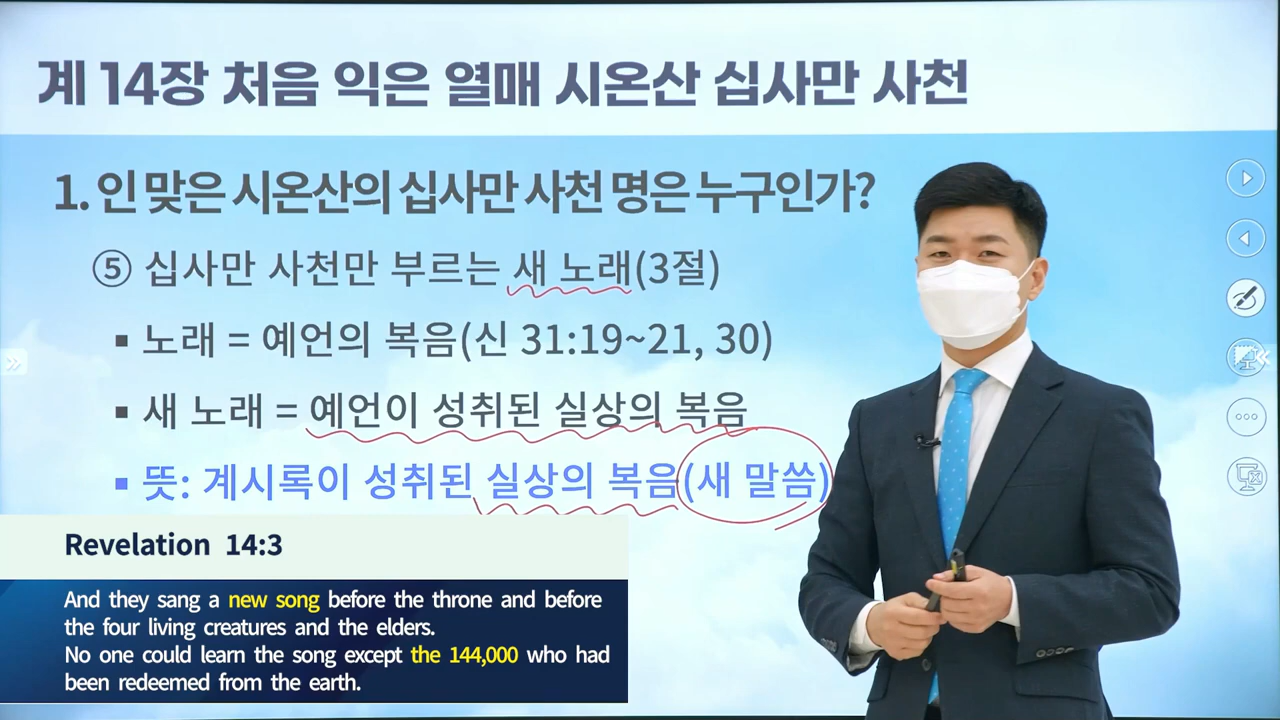 계 14장 처음 익은 열매 시온산 십사만 사천
1. 인 맞은 시온산의 십사만 사천 명은 누구인가?
⑤ 십사만 사천만 부르는 새 노래(3절)
▪ 노래 = 예언의 복음(신 31:19~21, 30)
▪ 새 노래 = 예언이 성취된 실상의 복음
▪ 뜻: 계시록이 성취된 실상의 복음(새 말씀)
Revelation 14:3
And they sang a new song before the throne and before
the four living creatures and the elders.
No one could learn the song except the 144,000 who had
been redeemed from the earth.